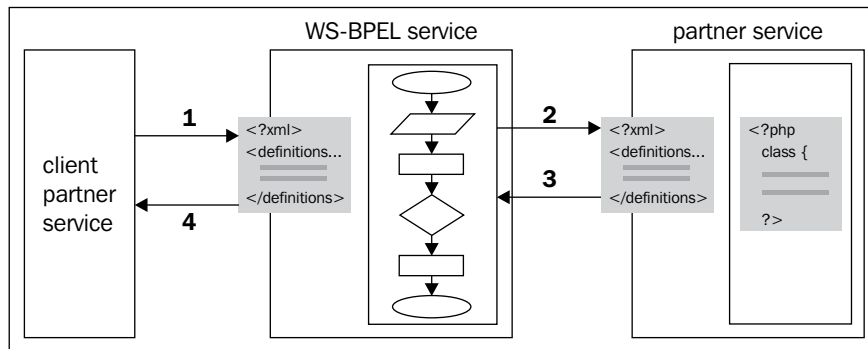 WS-BPEL service
partner service
1
2
3
4
client
partner
service
<?xml>
<definitions...
</definitions>
<?xml>
<definitions...
</definitions>
<?php
class {
?>